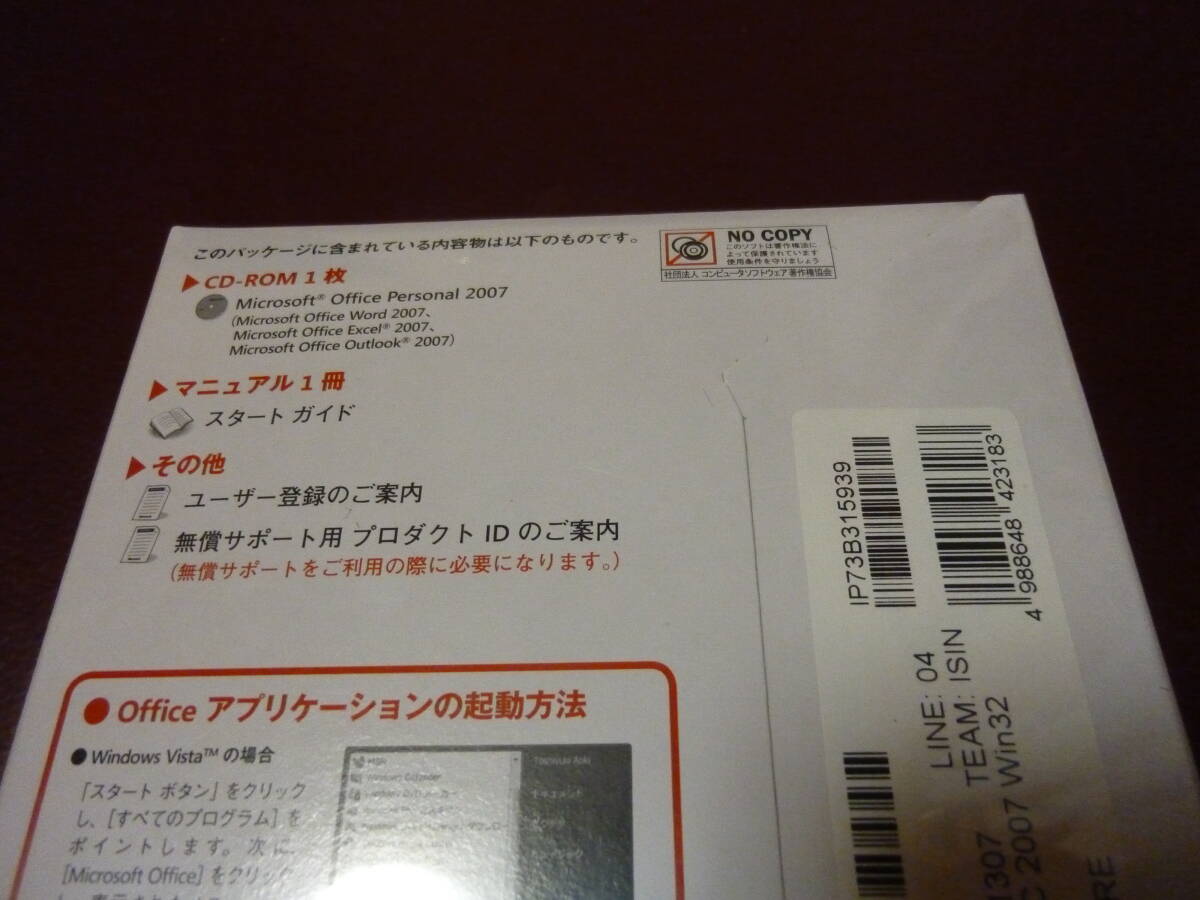 このパッケージに含まれている内容物は以下のものです。
▶CD-ROM 1 枚
Microsoft® Office Personal 2007
(Microsoft Office Word 2007、
Microsoft Office Excel® 2007、
Microsoft Office Outlook® 2007)
▶マニュアル 1 冊
スタート ガイド
▶その他
ユーザー登録のご案内
無償サポート用 プロダクト ID のご案内
(無償サポートをご利用の際に必要になります。)
NO COPY
このソフトは著作権法に
よって保護されています
使用条件を守りましょう
社団法人 コンピュータソフトウェア著作権協会
IP73B315939
4 988648 423183
LINE: 04
TEAM: ISIN
1307
2007 Win32
RE
● Office アプリケーションの起動方法
● Windows Vista™ の場合
「スタート ボタン」をクリック
し、[すべてのプログラム] を
ポイントします。次に、
[Microsoft Office] をクリック
Toshiyuki Aoki
ドキュメント